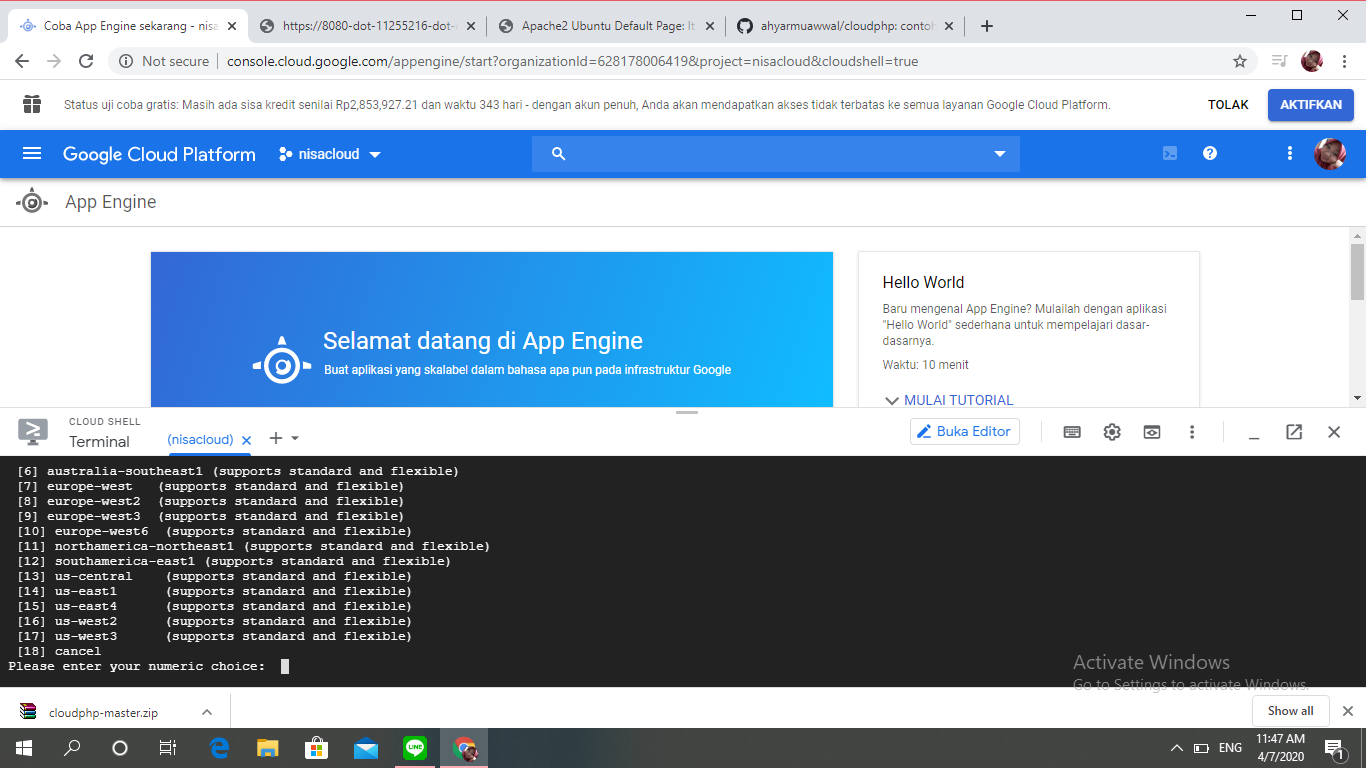 Coba App Engine sekarang - nisa
https://8080-dot-11255216-dot-
Apache2 Ubuntu Default Page: It
ahyarmuawwal/cloudphp: contoh
Not secure
console.cloud.google.com/appengine/start?organizationId=628178006419&project=nisacloud&cloudshell=true
Status uji coba gratis: Masih ada sisa kredit senilai Rp2,853,927.21 dan waktu 343 hari - dengan akun penuh, Anda akan mendapatkan akses tidak terbatas ke semua layanan Google Cloud Platform.
TOLAK
AKTIFKAN
Google Cloud Platform
nisacloud
App Engine
Selamat datang di App Engine
Buat aplikasi yang skalabel dalam bahasa apa pun pada infrastruktur Google
Hello World
Baru mengenal App Engine? Mulailah dengan aplikasi
"Hello World" sederhana untuk mempelajari dasar-
dasarnya.
Waktu: 10 menit
MULAI TUTORIAL
CLOUD SHELL
Terminal
(nisacloud)
Buka Editor
[6] australia-southeast1 (supports standard and flexible)
[7] europe-west (supports standard and flexible)
[8] europe-west2 (supports standard and flexible)
[9] europe-west3 (supports standard and flexible)
[10] europe-west6 (supports standard and flexible)
[11] northamerica-northeast1 (supports standard and flexible)
[12] southamerica-east1 (supports standard and flexible)
[13] us-central (supports standard and flexible)
[14] us-east1 (supports standard and flexible)
[15] us-east4 (supports standard and flexible)
[16] us-west2 (supports standard and flexible)
[17] us-west3 (supports standard and flexible)
[18] cancel
Please enter your numeric choice:
Activate Windows
Go to Settings to activate Windows.
cloudphp-master.zip
Show all
LINE
ENG
11:47 AM
4/7/2020
1